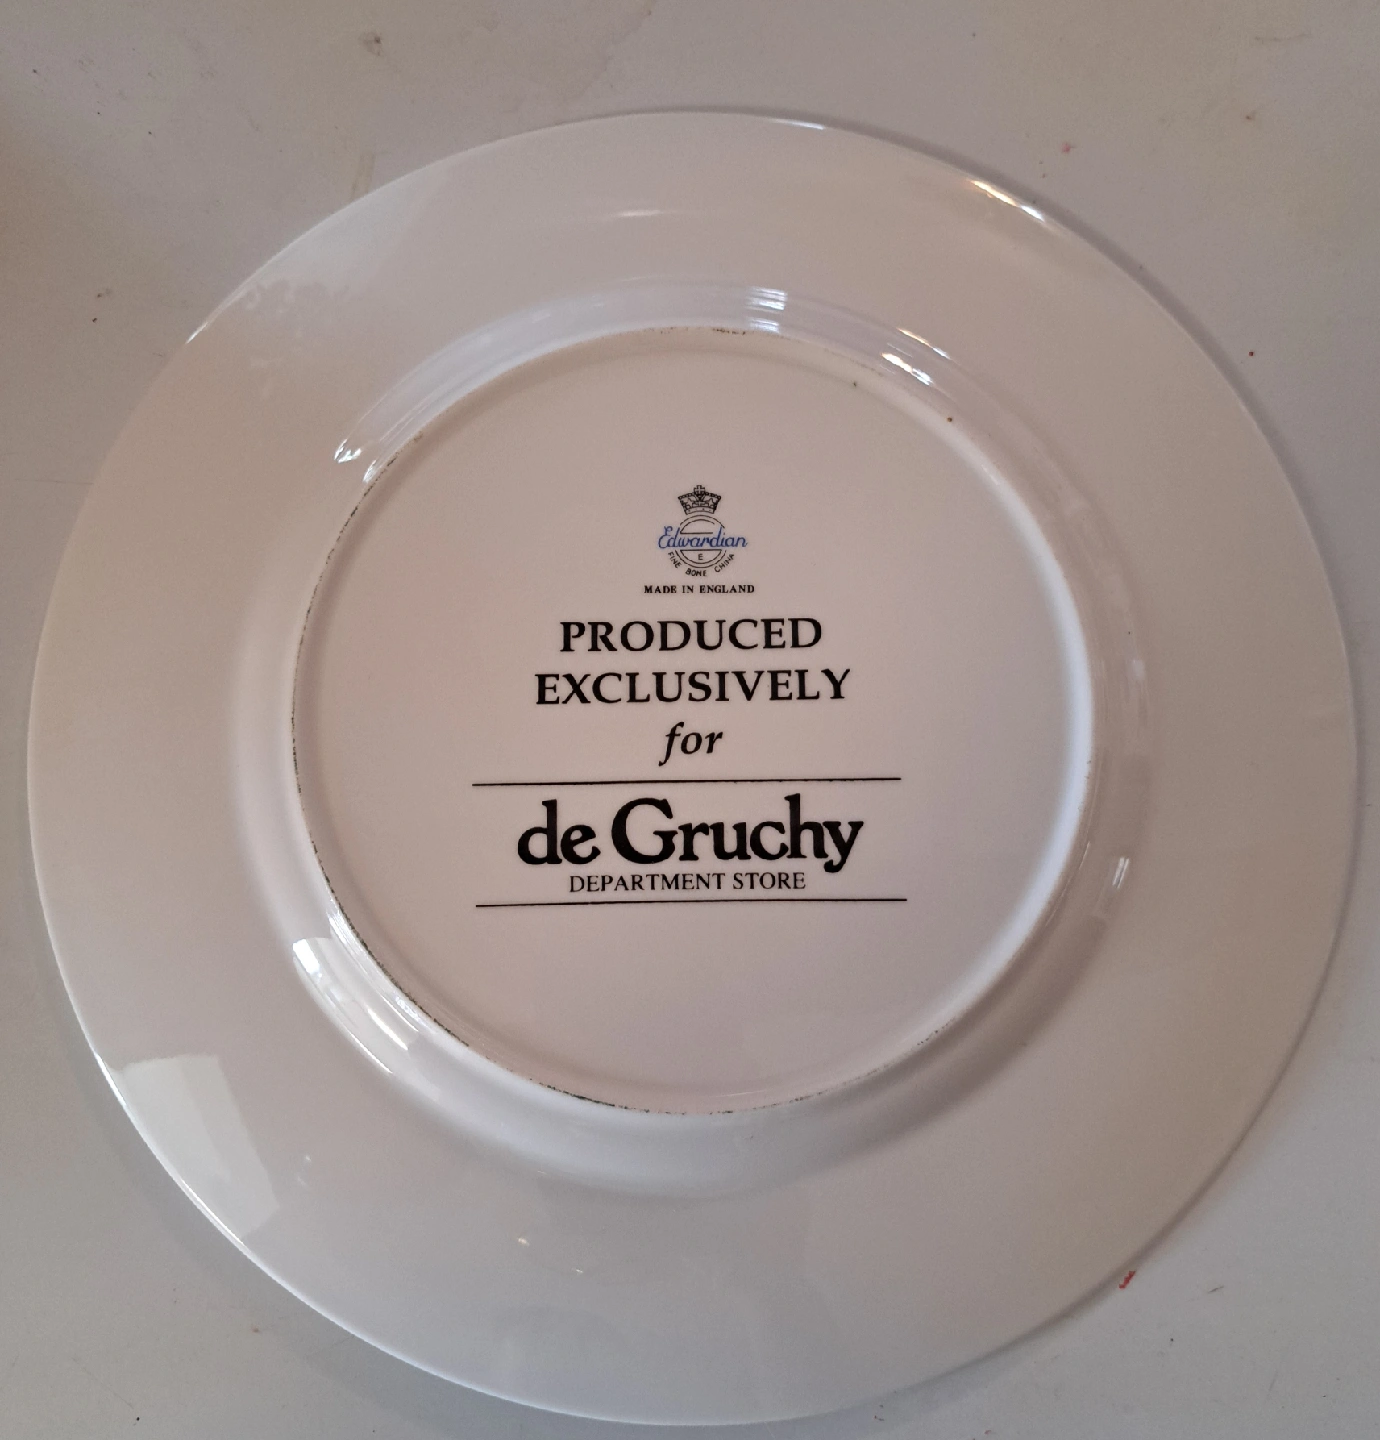 Edwardian
E
FINE BONE CHINA
MADE IN ENGLAND
PRODUCED
EXCLUSIVELY
for
de Gruchy
DEPARTMENT STORE